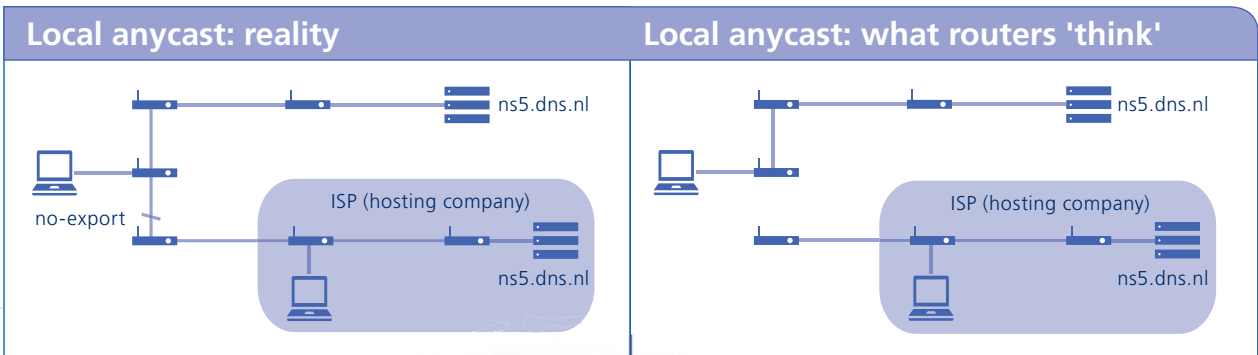 Local anycast: reality
ns5.dns.nl
no-export
ISP (hosting company)
ns5.dns.nl
Local anycast: what routers 'think'
ns5.dns.nl
ISP (hosting company)
ns5.dns.nl